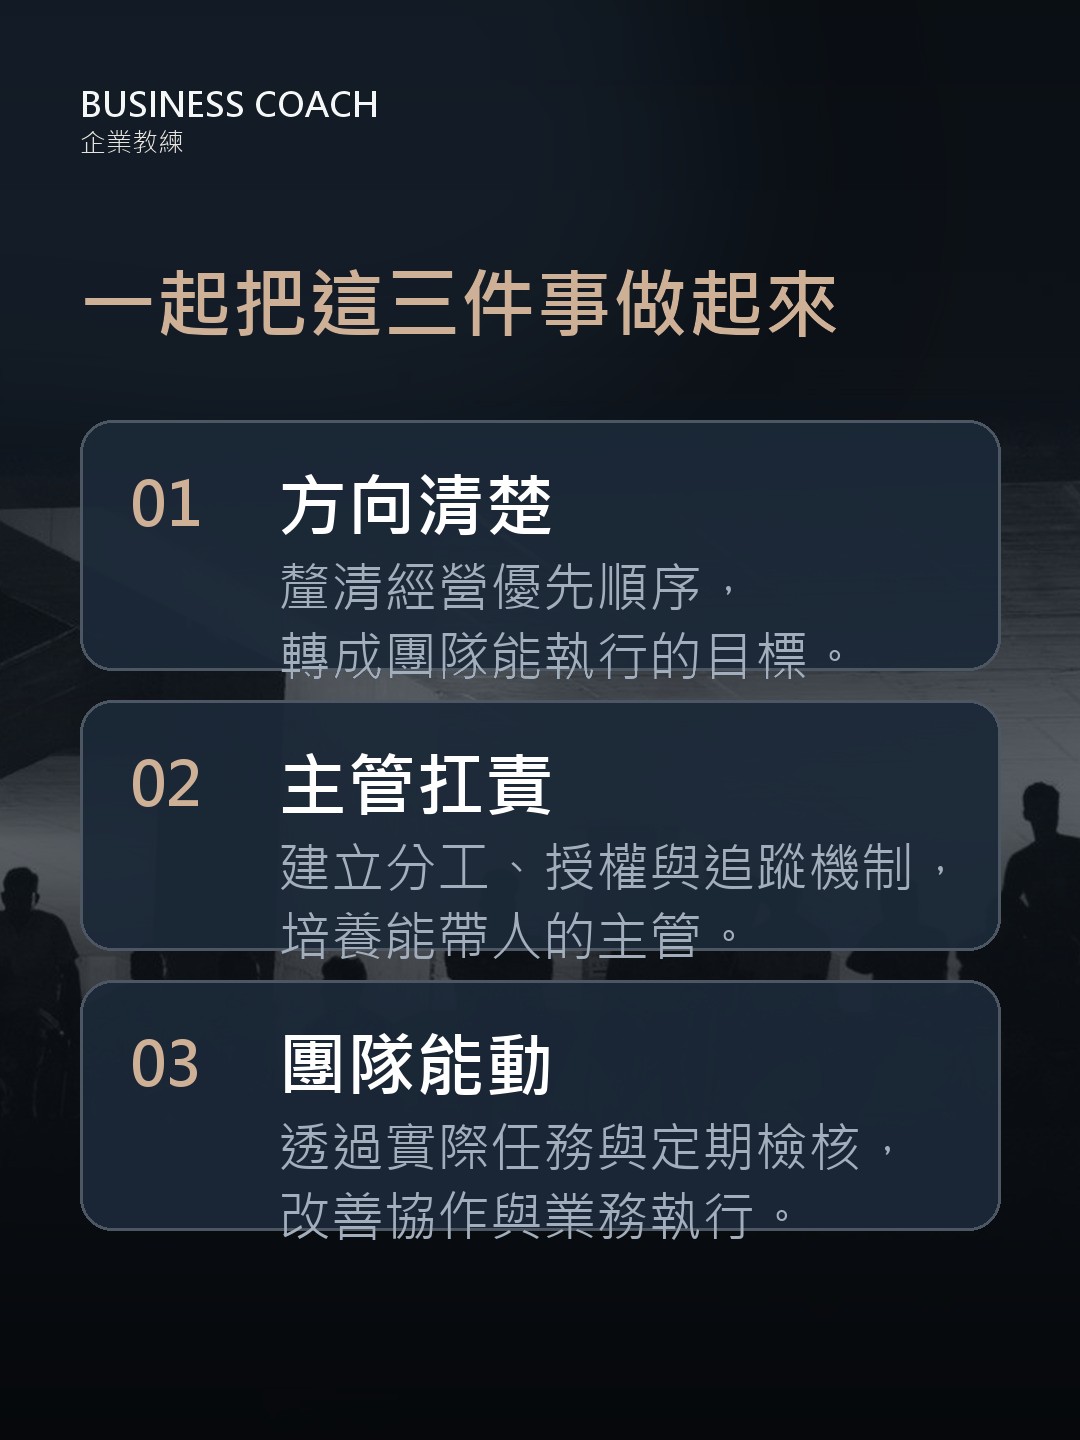 BUSINESS COACH
企業教練
一起把這三件事做起來
01
方向清楚
釐清經營優先順序，
轉成團隊能執行的目標。
02
主管扛責
建立分工、授權與追蹤機制，
培養能帶人的主管。
03
團隊能動
透過實際任務與定期檢核，
改善協作與業務執行。